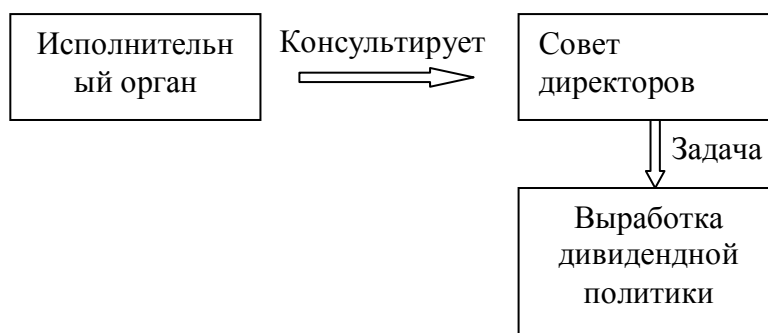 Исполнительн
ый орган
Консультирует
Совет
директоров
Задача
Выработка
дивидендной
политики